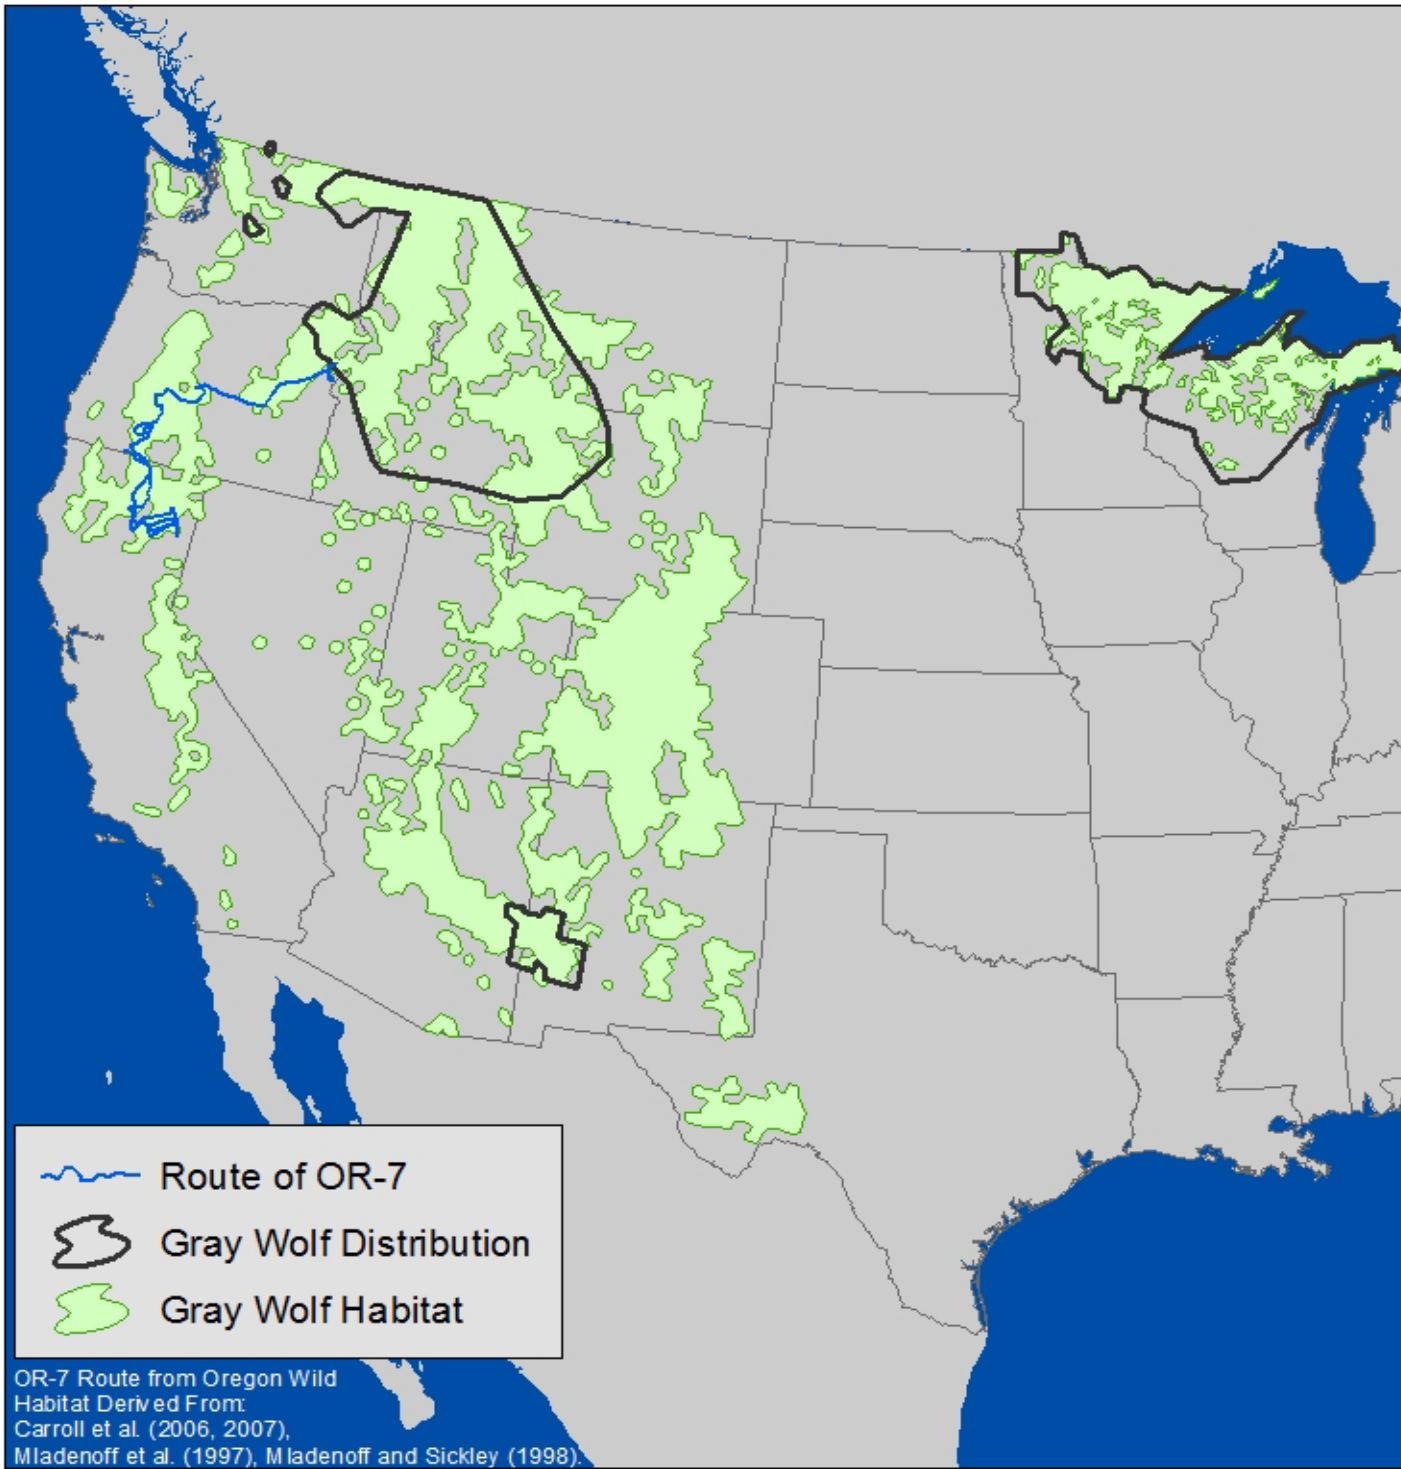 Route of OR-7
Gray Wolf Distribution
Gray Wolf Habitat
OR-7 Route from Oregon Wild
Habitat Derived From:
Carroll et al. (2006, 2007),
Mladenoff et al. (1997), Mladenoff and Sickley (1998).